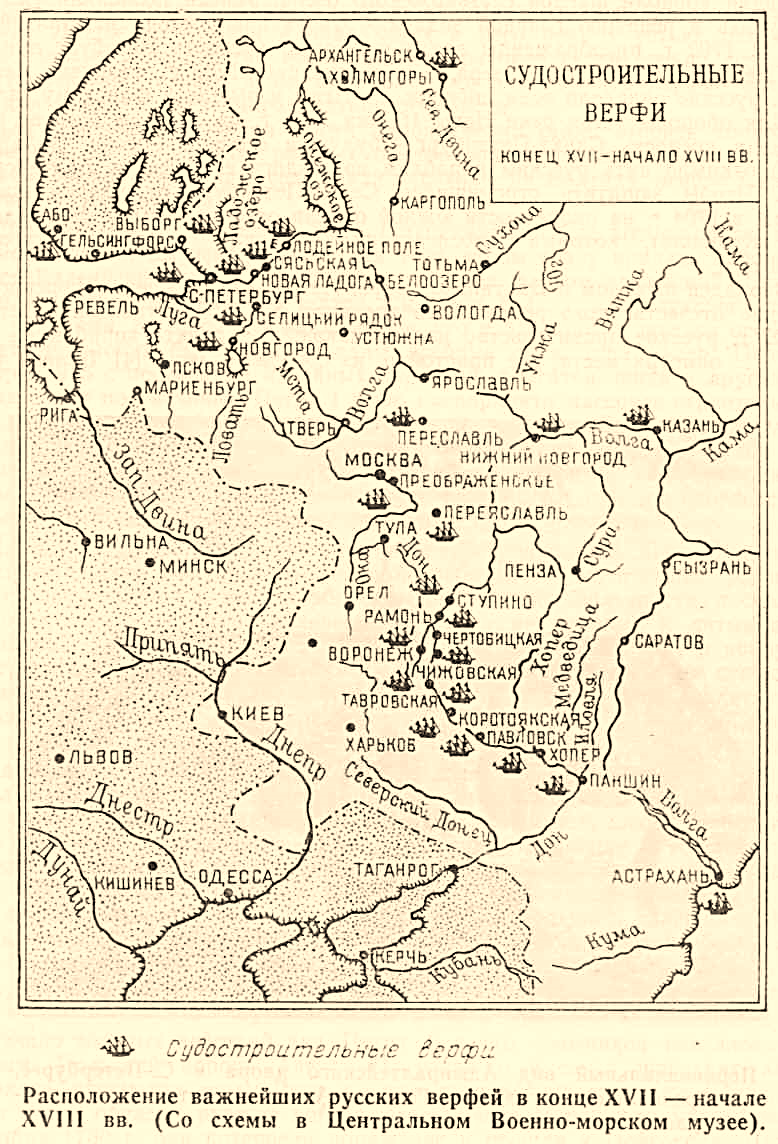 СУДОСТРОИТЕЛЬНЫЕ
ВЕРФИ
КОНЕЦ XVII–НАЧАЛО XVIII ВВ.
АРХАНГЕЛЬСК
ХОЛМОГОРЫ
Сев. Двина
Онега
Онежское оз.
Ладожское озеро
КАРГОПОЛЬ
Сухона
Кама
АБО
ВЫБОРГ
ГЕЛЬСИНГФОРС
ЛОДЕЙНОЕ ПОЛЕ
СЯСЬСКАЯ
ТОТЬМА
Юг
НОВАЯ ЛАДОГА
БЕЛООЗЕРО
Вятка
РЕВЕЛЬ
С-ПЕТЕРБУРГ
Луга
СЕЛИЦКИЙ РЯДОК
ВОЛОГДА
УСТЮЖНА
Унжа
НОВГОРОД
ПСКОВ
МАРИЕНБУРГ
Мста
Волга
ЯРОСЛАВЛЬ
РИГА
Ловать
ТВЕРЬ
ПЕРЕСЛАВЛЬ
Волга
КАЗАНЬ
Кама
НИЖНИЙ НОВГОРОД
Зап. Двина
МОСКВА
ПРЕОБРАЖЕНСКОЕ
ПЕРЕЯСЛАВЛЬ
ТУЛА
ВИЛЬНА
МИНСК
Ока
Дон
ПЕНЗА
Сура
СЫЗРАНЬ
ОРЕЛ
СТУПИНО
РАМОНЬ
ЧЕРТОВИЦКАЯ
Хопер
Медведица
САРАТОВ
Припять
ВОРОНЕЖ
ЧИЖОВСКАЯ
ТАВРОВСКАЯ
КОРОТОЯКСКАЯ
КИЕВ
ПАВЛОВСК
ХАРЬКОВ
ХОПЕР
Днепр
ЛЬВОВ
ПАНШИН
Северский Донец
Дон
Волга
Днестр
Дунай
КИШИНЕВ
ОДЕССА
ТАГАНРОГ
АСТРАХАНЬ
Кума
КЕРЧЬ
Кубань
Судостроительные верфи
Расположение важнейших русских верфей в конце XVII — начале
XVIII вв. (Со схемы в Центральном Военно-морском музее).